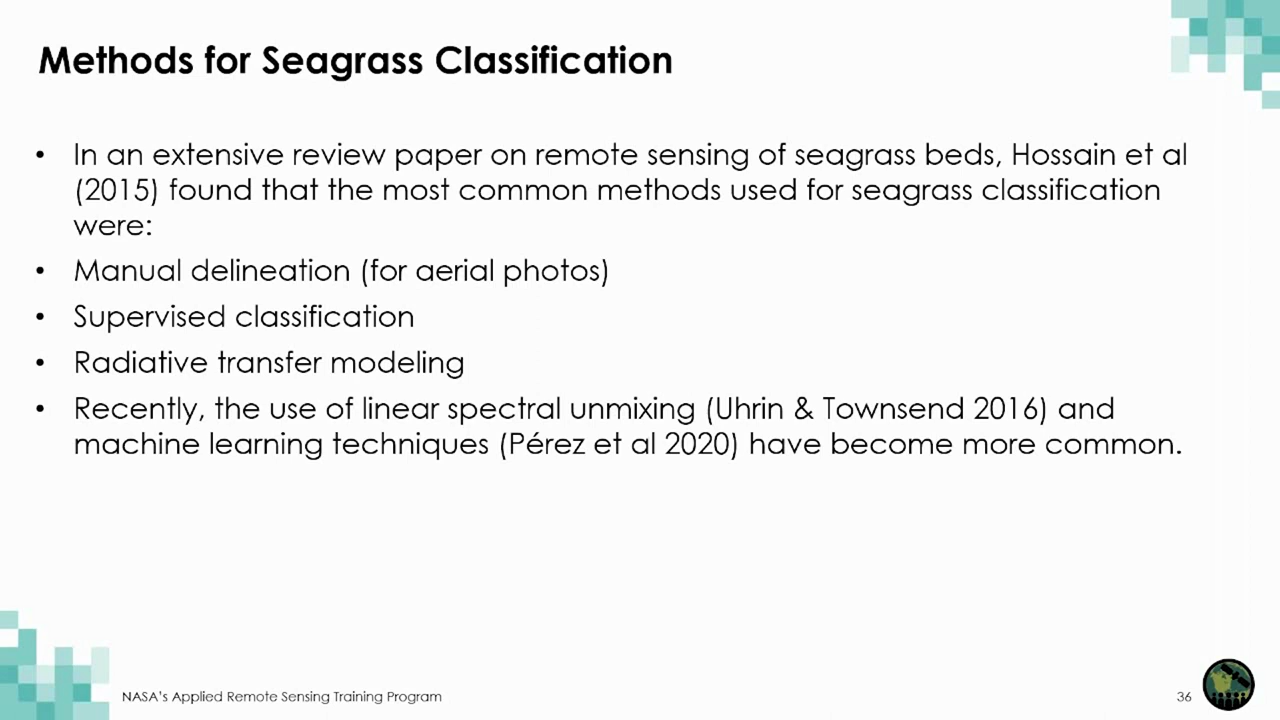 Methods for Seagrass Classification
• In an extensive review paper on remote sensing of seagrass beds, Hossain et al
(2015) found that the most common methods used for seagrass classification
were:
• Manual delineation (for aerial photos)
• Supervised classification
• Radiative transfer modeling
• Recently, the use of linear spectral unmixing (Uhrin & Townsend 2016) and
machine learning techniques (Pérez et al 2020) have become more common.
NASA's Applied Remote Sensing Training Program
36